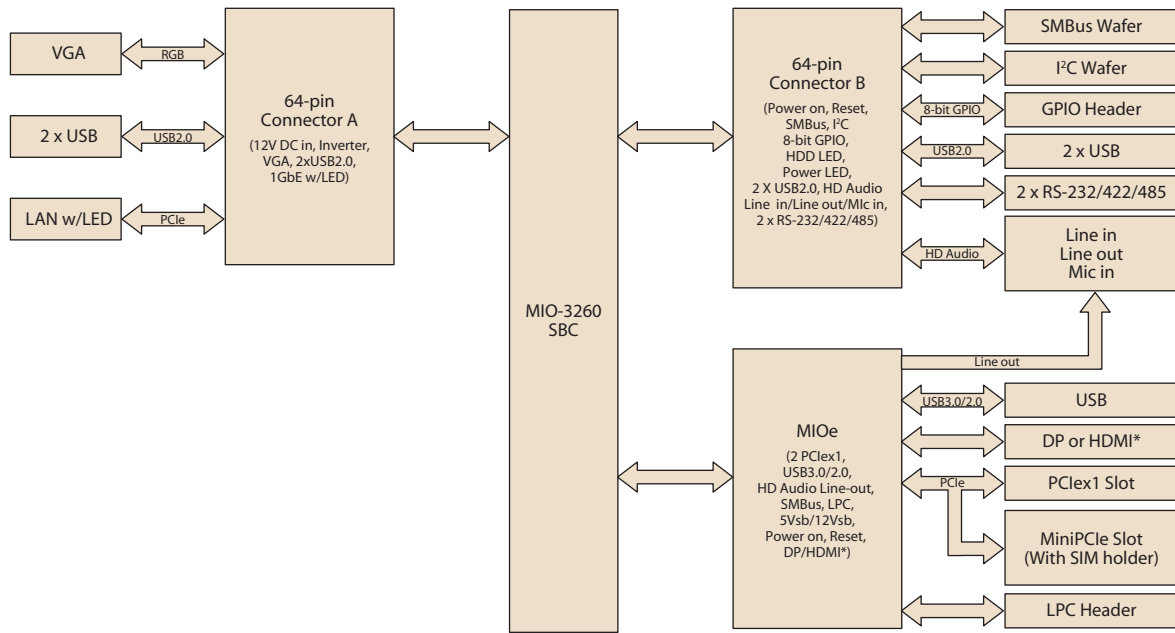 VGA
RGB
2 x USB
USB2.0
LAN w/LED
PCIe
64-pin
Connector A
(12V DC in, Inverter,
VGA, 2xUSB2.0,
1GbE w/LED)
MIO-3260
SBC
64-pin
Connector B
(Power on, Reset,
SMBus, I²C
8-bit GPIO,
HDD LED,
Power LED,
2 X USB2.0, HD Audio
Line in/Line out/MIc in,
2 x RS-232/422/485)
SMBus Wafer
I²C Wafer
8-bit GPIO
GPIO Header
USB2.0
2 x USB
2 x RS-232/422/485
HD Audio
Line in
Line out
Mic in
MIOe
(2 PCIex1,
USB3.0/2.0,
HD Audio Line-out,
SMBus, LPC,
5Vsb/12Vsb,
Power on, Reset,
DP/HDMI*)
Line out
USB3.0/2.0
USB
DP or HDMI*
PCIe
PCIex1 Slot
MiniPCIe Slot
(With SIM holder)
LPC Header